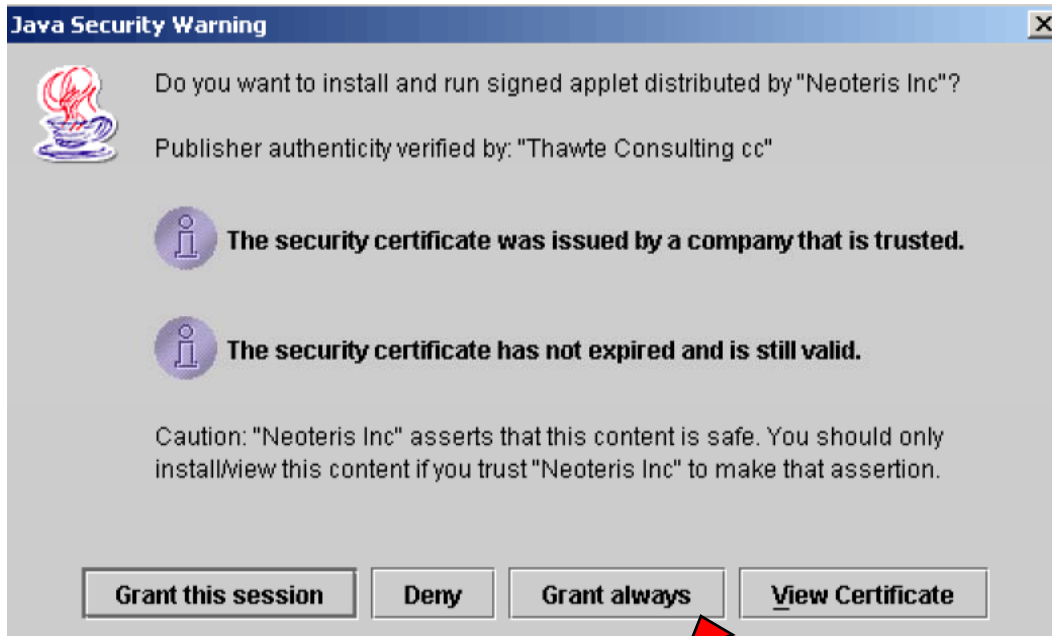 Java Security Warning
Do you want to install and run signed applet distributed by "Neoteris Inc"?
Publisher authenticity verified by: "Thawte Consulting cc"
The security certificate was issued by a company that is trusted.
The security certificate has not expired and is still valid.
Caution: "Neoteris Inc" asserts that this content is safe. You should only
install/view this content if you trust "Neoteris Inc" to make that assertion.
Grant this session Deny Grant always View Certificate